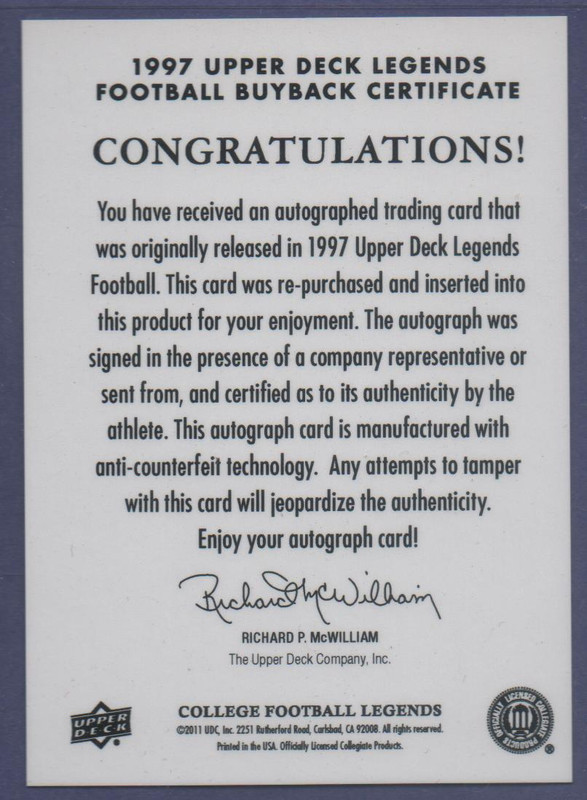 1997 UPPER DECK LEGENDS
FOOTBALL BUYBACK CERTIFICATE
CONGRATULATIONS!
You have received an autographed trading card that
was originally released in 1997 Upper Deck Legends
Football. This card was re-purchased and inserted into
this product for your enjoyment. The autograph was
signed in the presence of a company representative or
sent from, and certified as to its authenticity by the
athlete. This autograph card is manufactured with
anti-counterfeit technology.  Any attempts to tamper
with this card will jeopardize the authenticity.
Enjoy your autograph card!
Richard McWilliam
RICHARD P. McWILLIAM
The Upper Deck Company, Inc.
UPPER
DECK
COLLEGE FOOTBALL LEGENDS
©2011 UDC, Inc. 2251 Rutherford Road, Carlsbad, CA 92008. All rights reserved.
Printed in the USA. Officially Licensed Collegiate Products.
OFFICIALLY LICENSED COLLEGIATE PRODUCTS
®